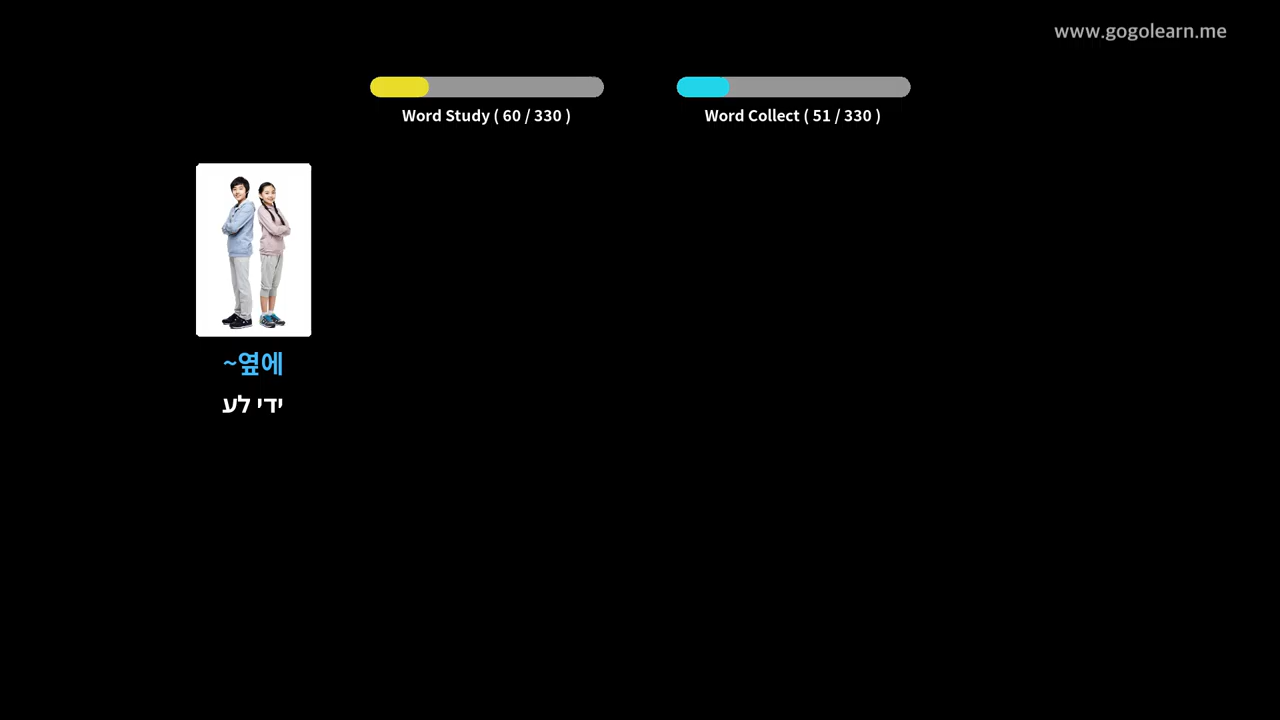 www.gogolearn.me
Word Study ( 60 / 330 )
Word Collect ( 51 / 330 )
~옆에
ידי לע